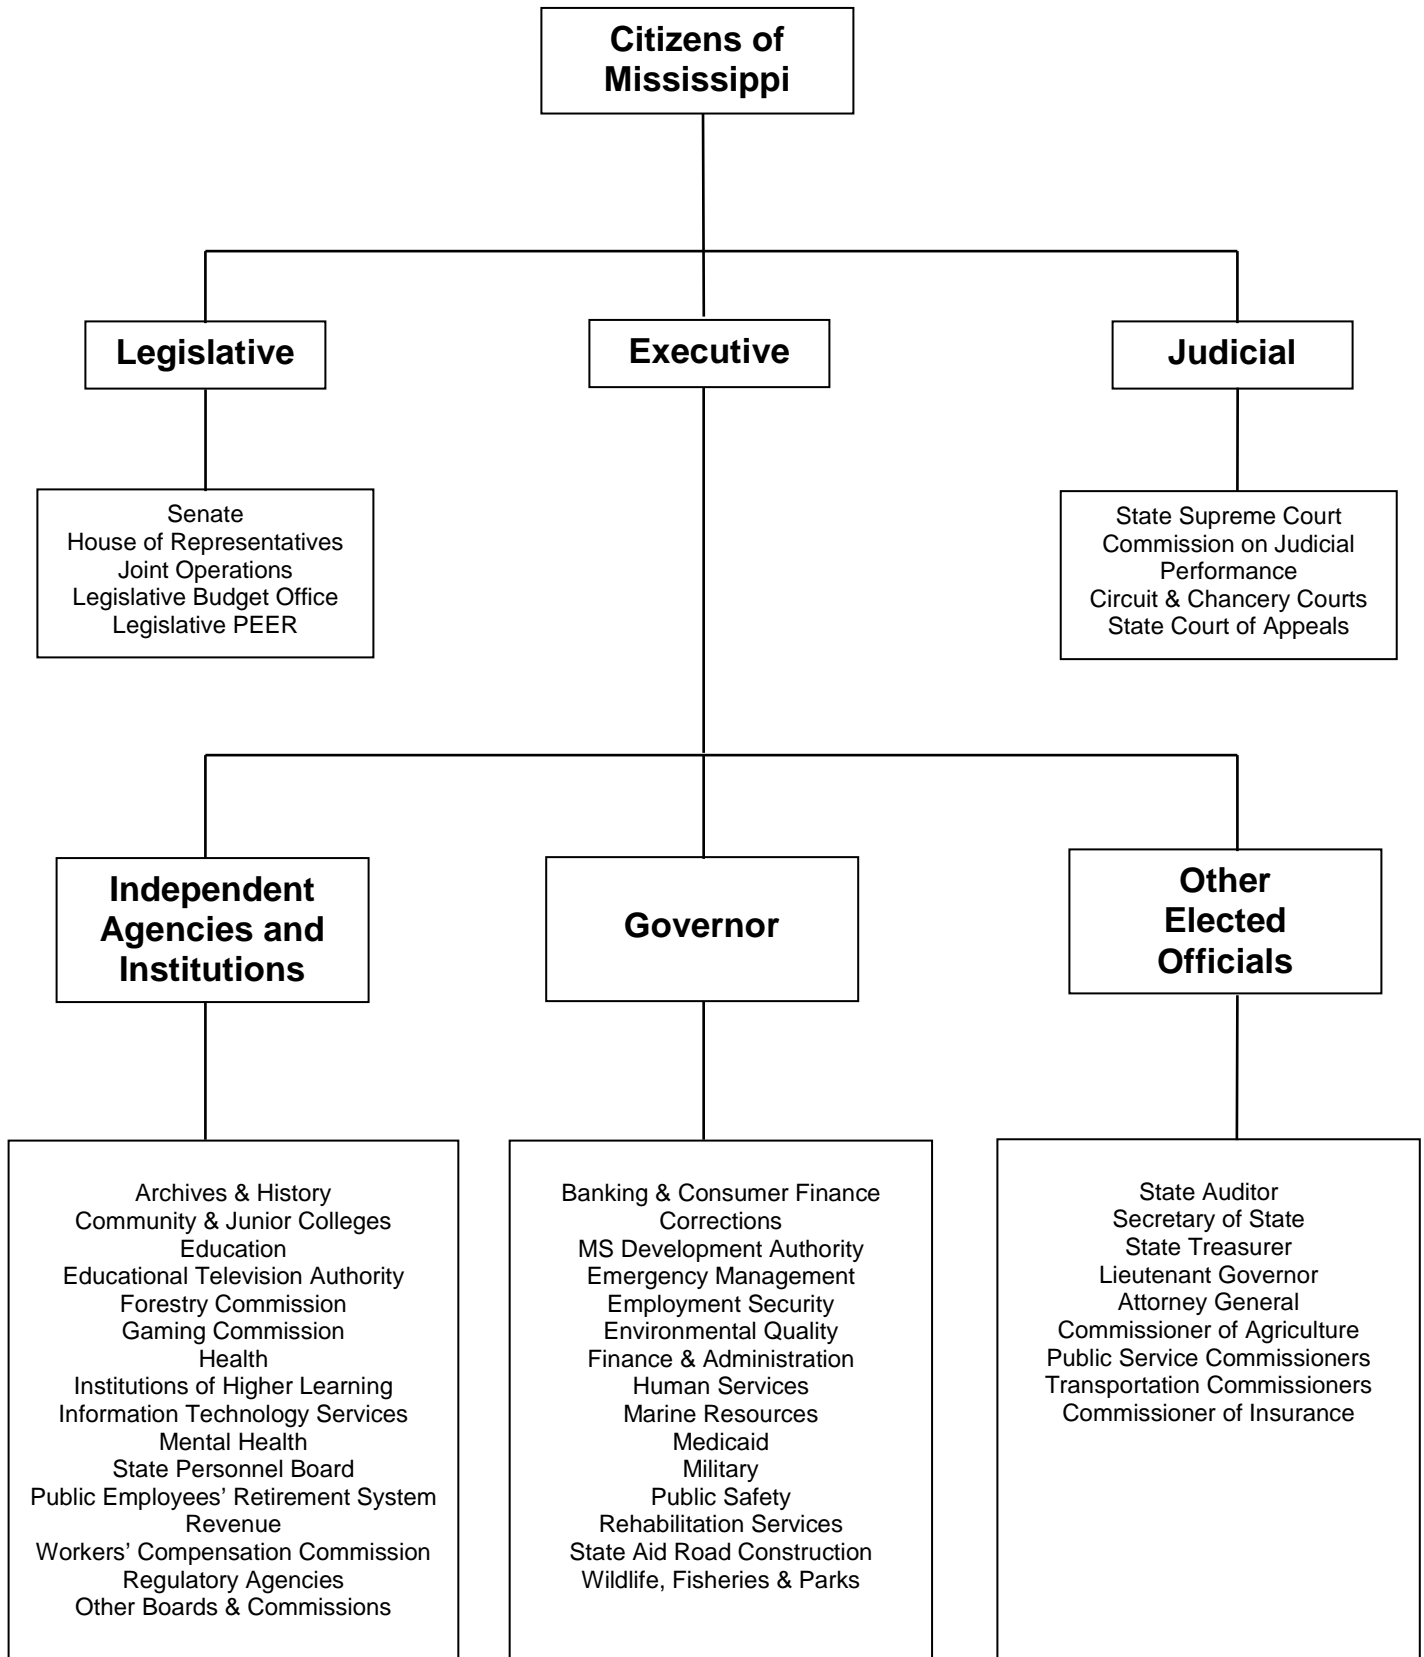 Citizens of
Mississippi
Legislative
Executive
Judicial
Senate
House of Representatives
Joint Operations
Legislative Budget Office
Legislative PEER
State Supreme Court
Commission on Judicial
Performance
Circuit & Chancery Courts
State Court of Appeals
Independent
Agencies and
Institutions
Governor
Other
Elected
Officials
Archives & History
Community & Junior Colleges
Education
Educational Television Authority
Forestry Commission
Gaming Commission
Health
Institutions of Higher Learning
Information Technology Services
Mental Health
State Personnel Board
Public Employees’ Retirement System
Revenue
Workers’ Compensation Commission
Regulatory Agencies
Other Boards & Commissions
Banking & Consumer Finance
Corrections
MS Development Authority
Emergency Management
Employment Security
Environmental Quality
Finance & Administration
Human Services
Marine Resources
Medicaid
Military
Public Safety
Rehabilitation Services
State Aid Road Construction
Wildlife, Fisheries & Parks
State Auditor
Secretary of State
State Treasurer
Lieutenant Governor
Attorney General
Commissioner of Agriculture
Public Service Commissioners
Transportation Commissioners
Commissioner of Insurance